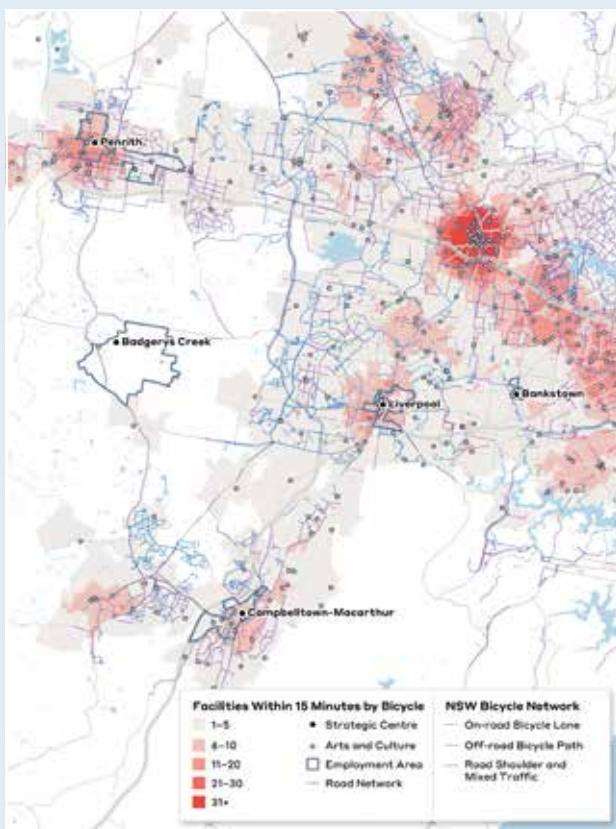 Penrith
Badgerys Creek
Liverpool
Bankstown
Campbelltown-Macarthur
Facilities Within 15 Minutes by Bicycle
1–5
6–10
11–20
21–30
31+
Strategic Centre
Arts and Culture
Employment Area
Road Network
NSW Bicycle Network
On-road Bicycle Lane
Off-road Bicycle Path
Road Shoulder and
Mixed Traffic